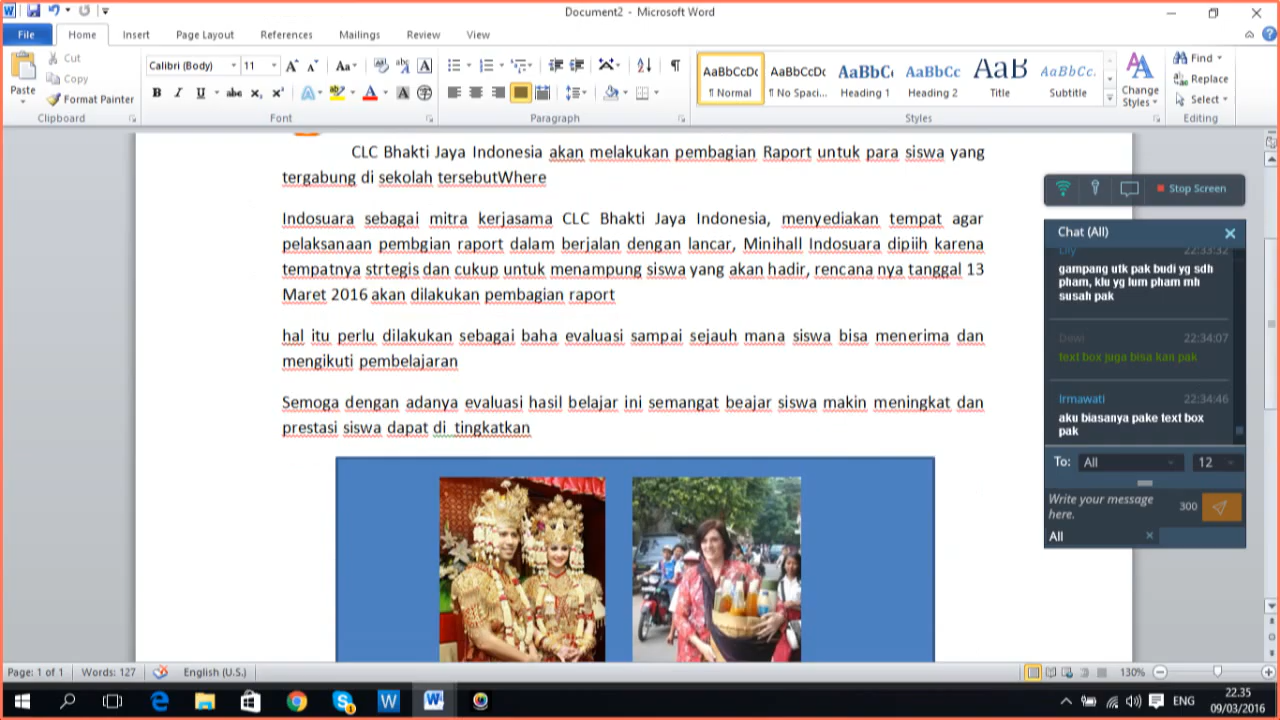 Document2 - Microsoft Word
File Home Insert Page Layout References Mailings Review View
Paste
Cut
Copy
Format Painter
Clipboard
Calibri (Body) 11
Font
Paragraph
AaBbCcDc AaBbCcDc AaBbC AaBbCc AaB AaBbCc.
¶ Normal ¶ No Spaci... Heading 1 Heading 2 Title Subtitle
Change Styles
Styles
Find
Replace
Select
Editing
CLC Bhakti Jaya Indonesia akan melakukan pembagian Raport untuk para siswa yang
tergabung di sekolah tersebutWhere
Indosuara sebagai mitra kerjasama CLC Bhakti Jaya Indonesia, menyediakan tempat agar
pelaksanaan pembgian raport dalam berjalan dengan lancar, Minihall Indosuara dipiih karena
tempatnya strtegis dan cukup untuk menampung siswa yang akan hadir, rencana nya tanggal 13
Maret 2016 akan dilakukan pembagian raport
hal itu perlu dilakukan sebagai baha evaluasi sampai sejauh mana siswa bisa menerima dan
mengikuti pembelajaran
Semoga dengan adanya evaluasi hasil belajar ini semangat beajar siswa makin meningkat dan
prestasi siswa dapat di tingkatkan
Stop Screen
Chat (All)
Lily 22:33:32
gampang utk pak budi yg sdh
pham, klu yg lum pham mh
susah pak
Dewi 22:34:07
text box juga bisa kan pak
Irmawati 22:34:46
aku biasanya pake text box
pak
To: All 12
Write your message
here. 300
All
Page: 1 of 1 Words: 127 English (U.S.) 130%
ENG
22.35
09/03/2016